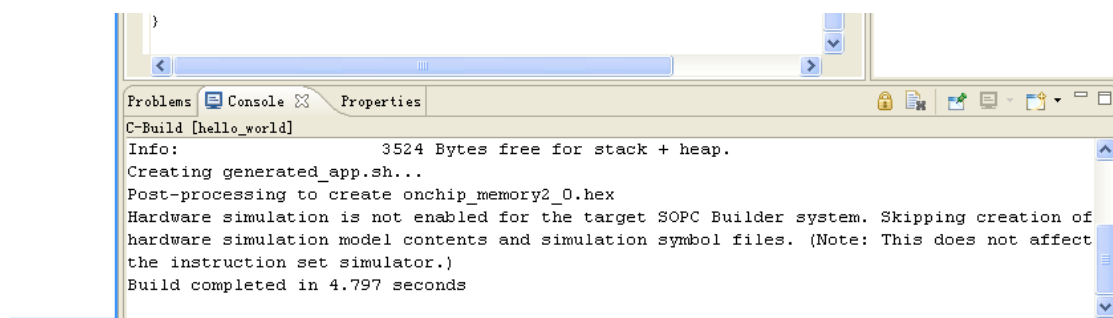 }
Problems Console Properties
C-Build [hello_world]
Info: 3524 Bytes free for stack + heap.
Creating generated_app.sh...
Post-processing to create onchip_memory2_0.hex
Hardware simulation is not enabled for the target SOPC Builder system. Skipping creation of
hardware simulation model contents and simulation symbol files. (Note: This does not affect
the instruction set simulator.)
Build completed in 4.797 seconds